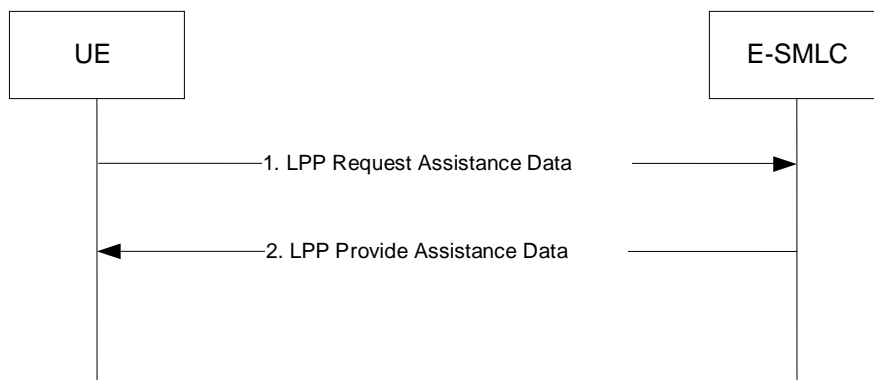 UE
E-SMLC
1. LPP Request Assistance Data
2. LPP Provide Assistance Data